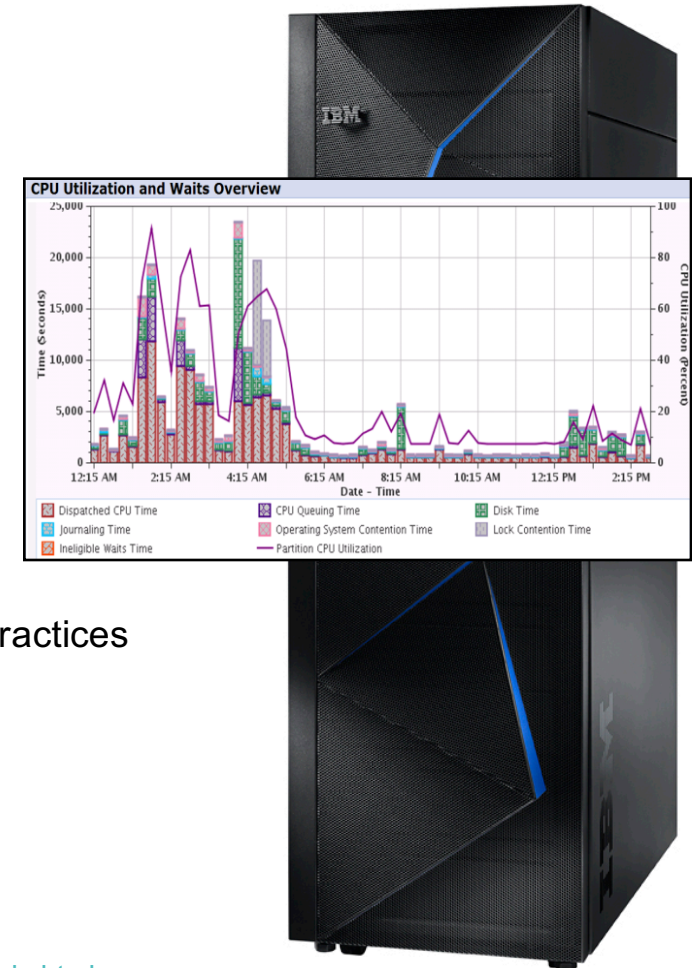 IBM
CPU Utilization and Waits Overview
25,000
20,000
15,000
10,000
5,000
0
Time (Seconds)
100
80
60
40
20
0
CPU Utilization (Percent)
12:15 AM 2:15 AM 4:15 AM 6:15 AM 8:15 AM 10:15 AM 12:15 PM 2:15 PM
Date - Time
Dispatched CPU Time CPU Queuing Time Disk Time
Journaling Time Operating System Contention Time Lock Contention Time
Ineligible Waits Time Partition CPU Utilization
ractices
IBM